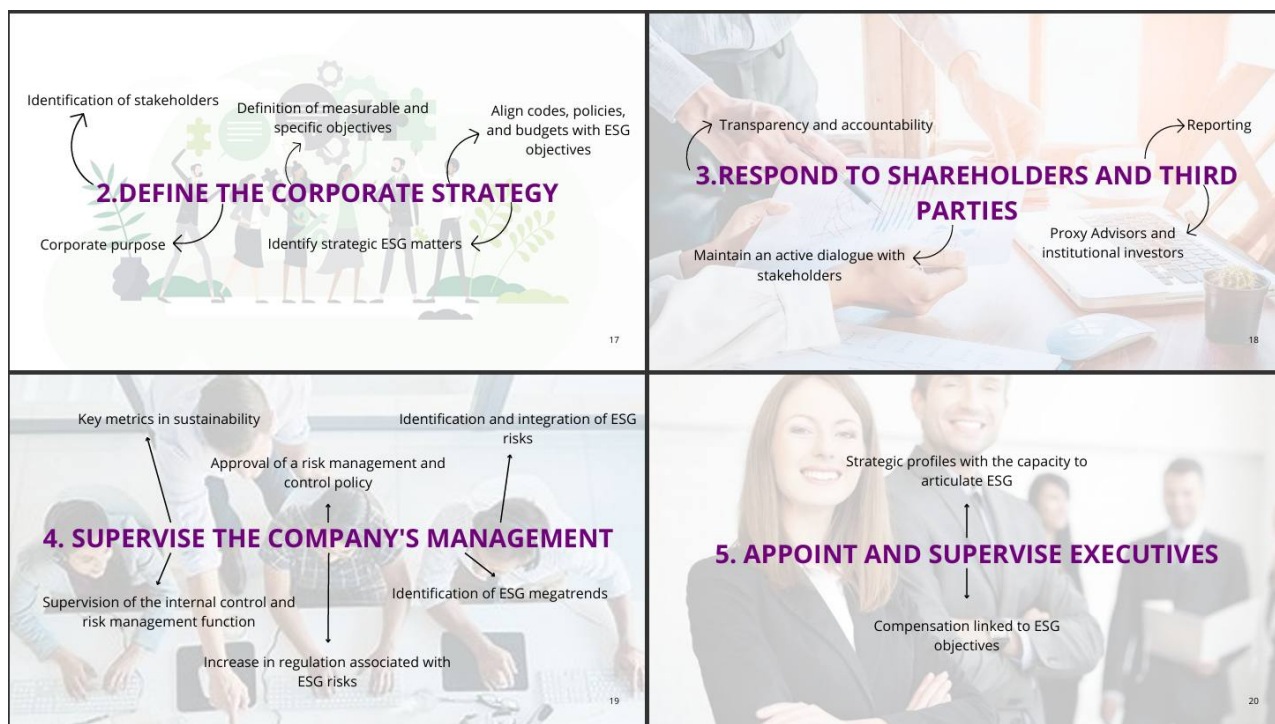 Identification of stakeholders
Definition of measurable and
specific objectives
Align codes, policies,
and budgets with ESG
objectives
2.DEFINE THE CORPORATE STRATEGY
Corporate purpose
Identify strategic ESG matters
17
Transparency and accountability
Reporting
3.RESPOND TO SHAREHOLDERS AND THIRD
PARTIES
Maintain an active dialogue with
stakeholders
Proxy Advisors and
institutional investors
18
Key metrics in sustainability
Approval of a risk management and
control policy
Identification and integration of ESG
risks
4. SUPERVISE THE COMPANY'S MANAGEMENT
Supervision of the internal control and
risk management function
Identification of ESG megatrends
Increase in regulation associated with
ESG risks
19
Strategic profiles with the capacity to
articulate ESG
5. APPOINT AND SUPERVISE EXECUTIVES
Compensation linked to ESG
objectives
20